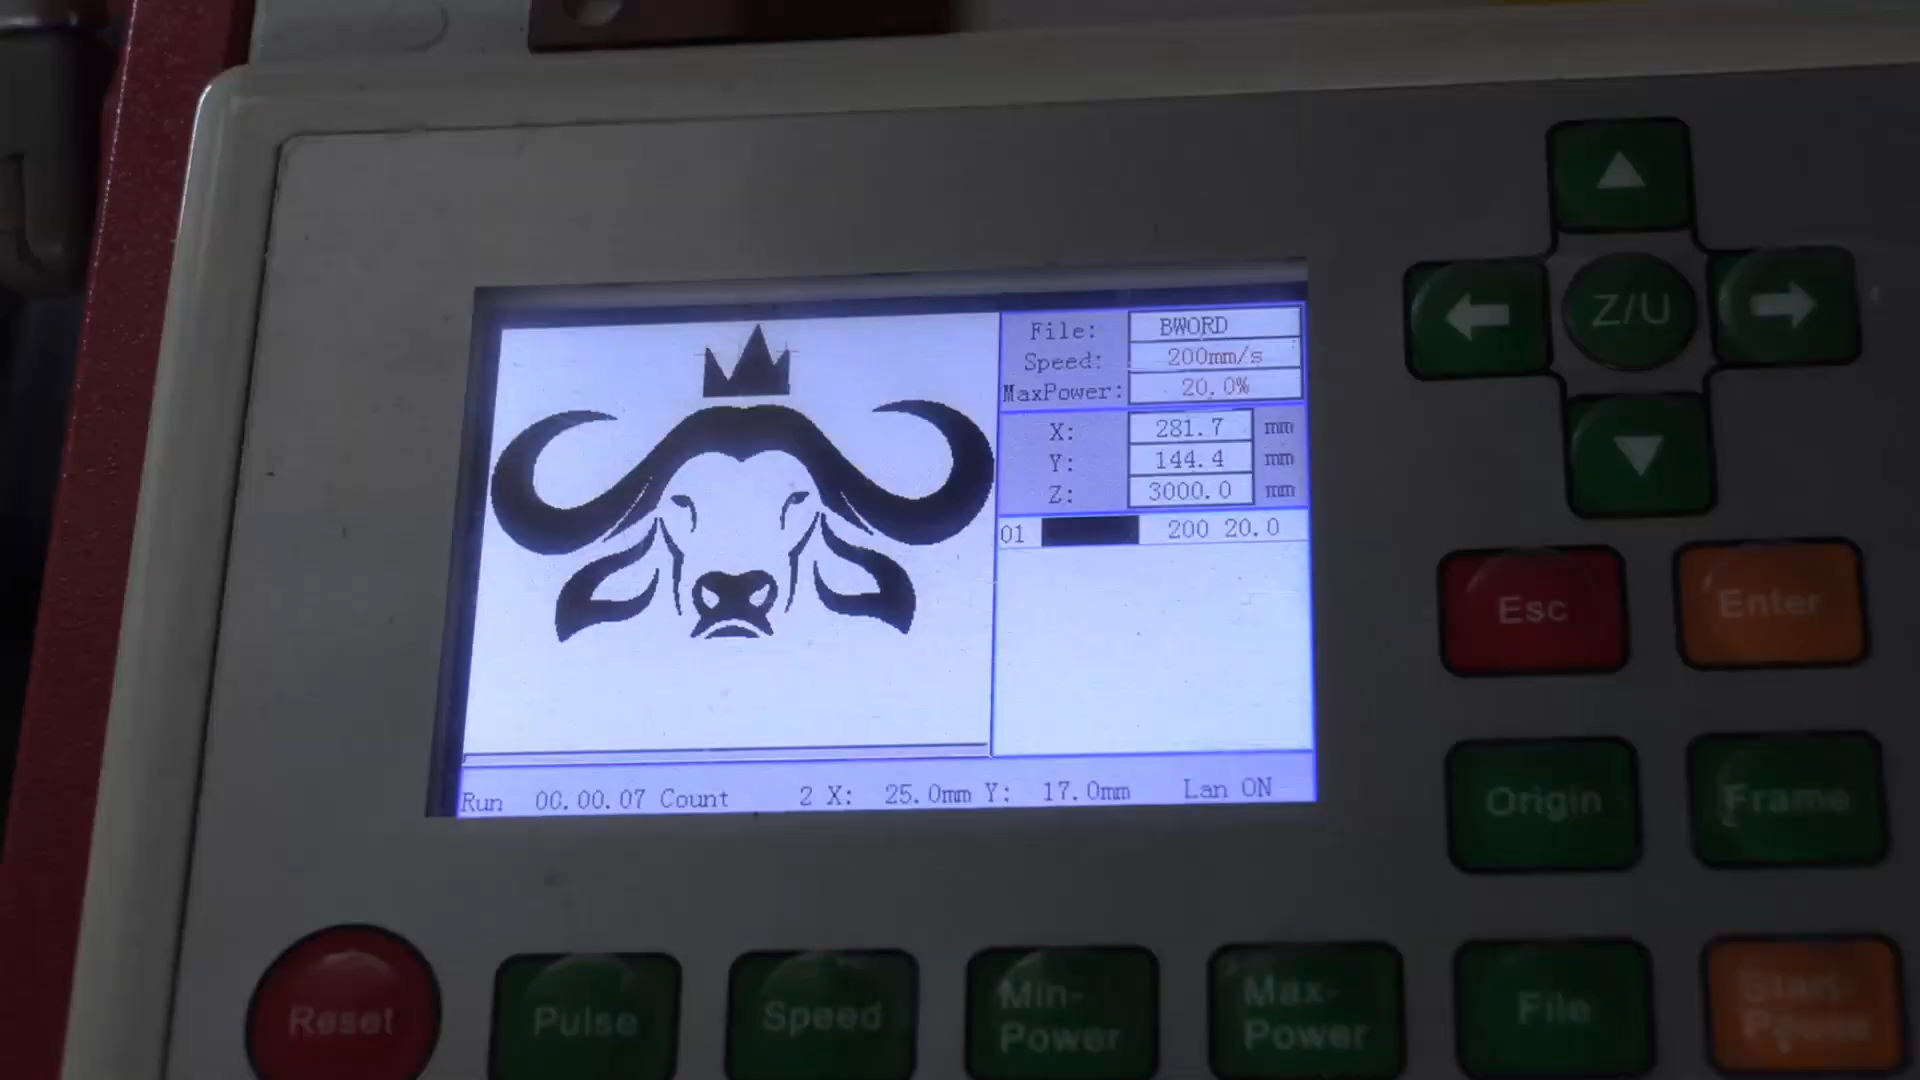 File: BWORD
Speed: 200mm/s
MaxPower: 20.0%
X: 281.7 mm
Y: 144.4 mm
Z: 3000.0 mm
01 200 20.0
Run 00.00.07 Count 2 X: 25.0mm Y: 17.0mm Lan ON
Z/U
Esc Enter
Origin Frame
Reset Pulse Speed Min-Power Max-Power File Start-Pause